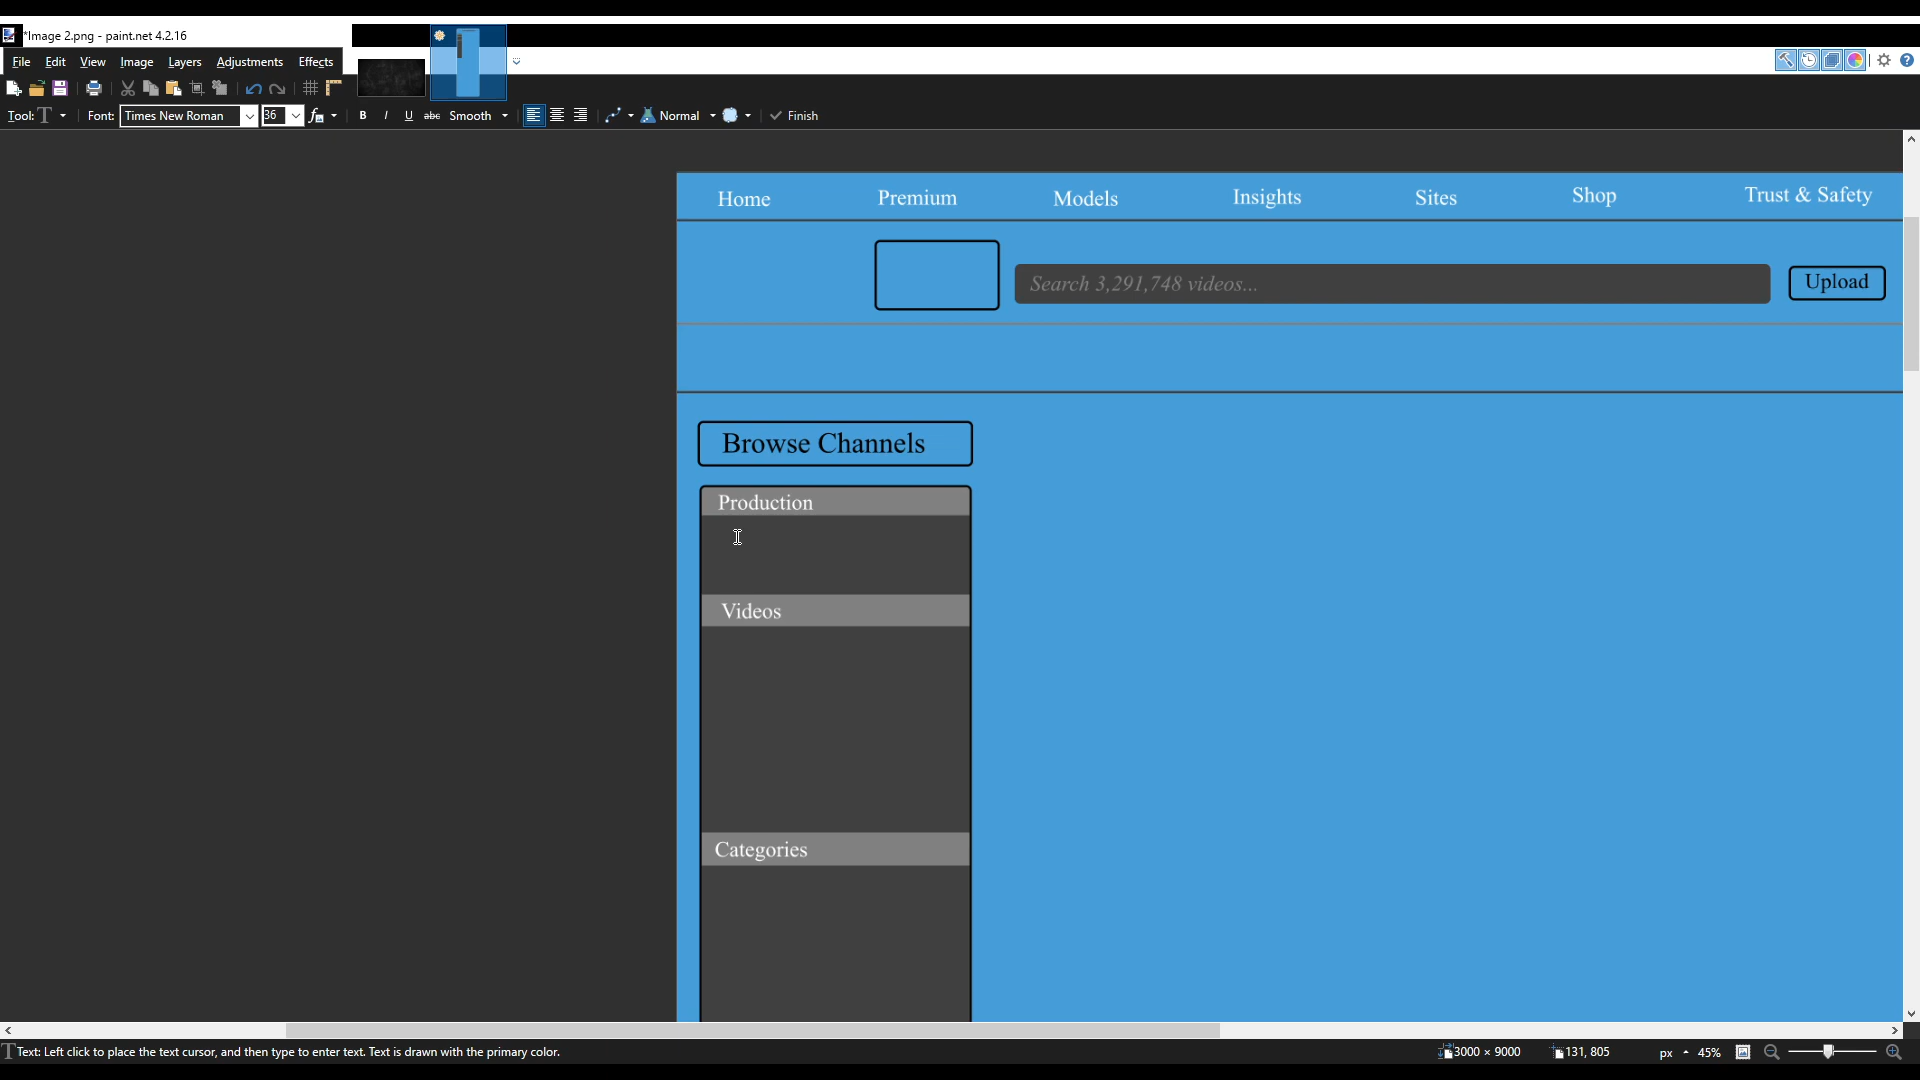 *Image 2.png - paint.net 4.2.16
File Edit View Image Layers Adjustments Effects
Tool: T Font: Times New Roman 36 fx B I U abc Smooth Normal Finish
Home Premium Models Insights Sites Shop Trust & Safety
Search 3,291,748 videos... Upload
Browse Channels
Production
Videos
Categories
Text: Left click to place the text cursor, and then type to enter text. Text is drawn with the primary color. 3000 × 9000 131, 805 px 45%